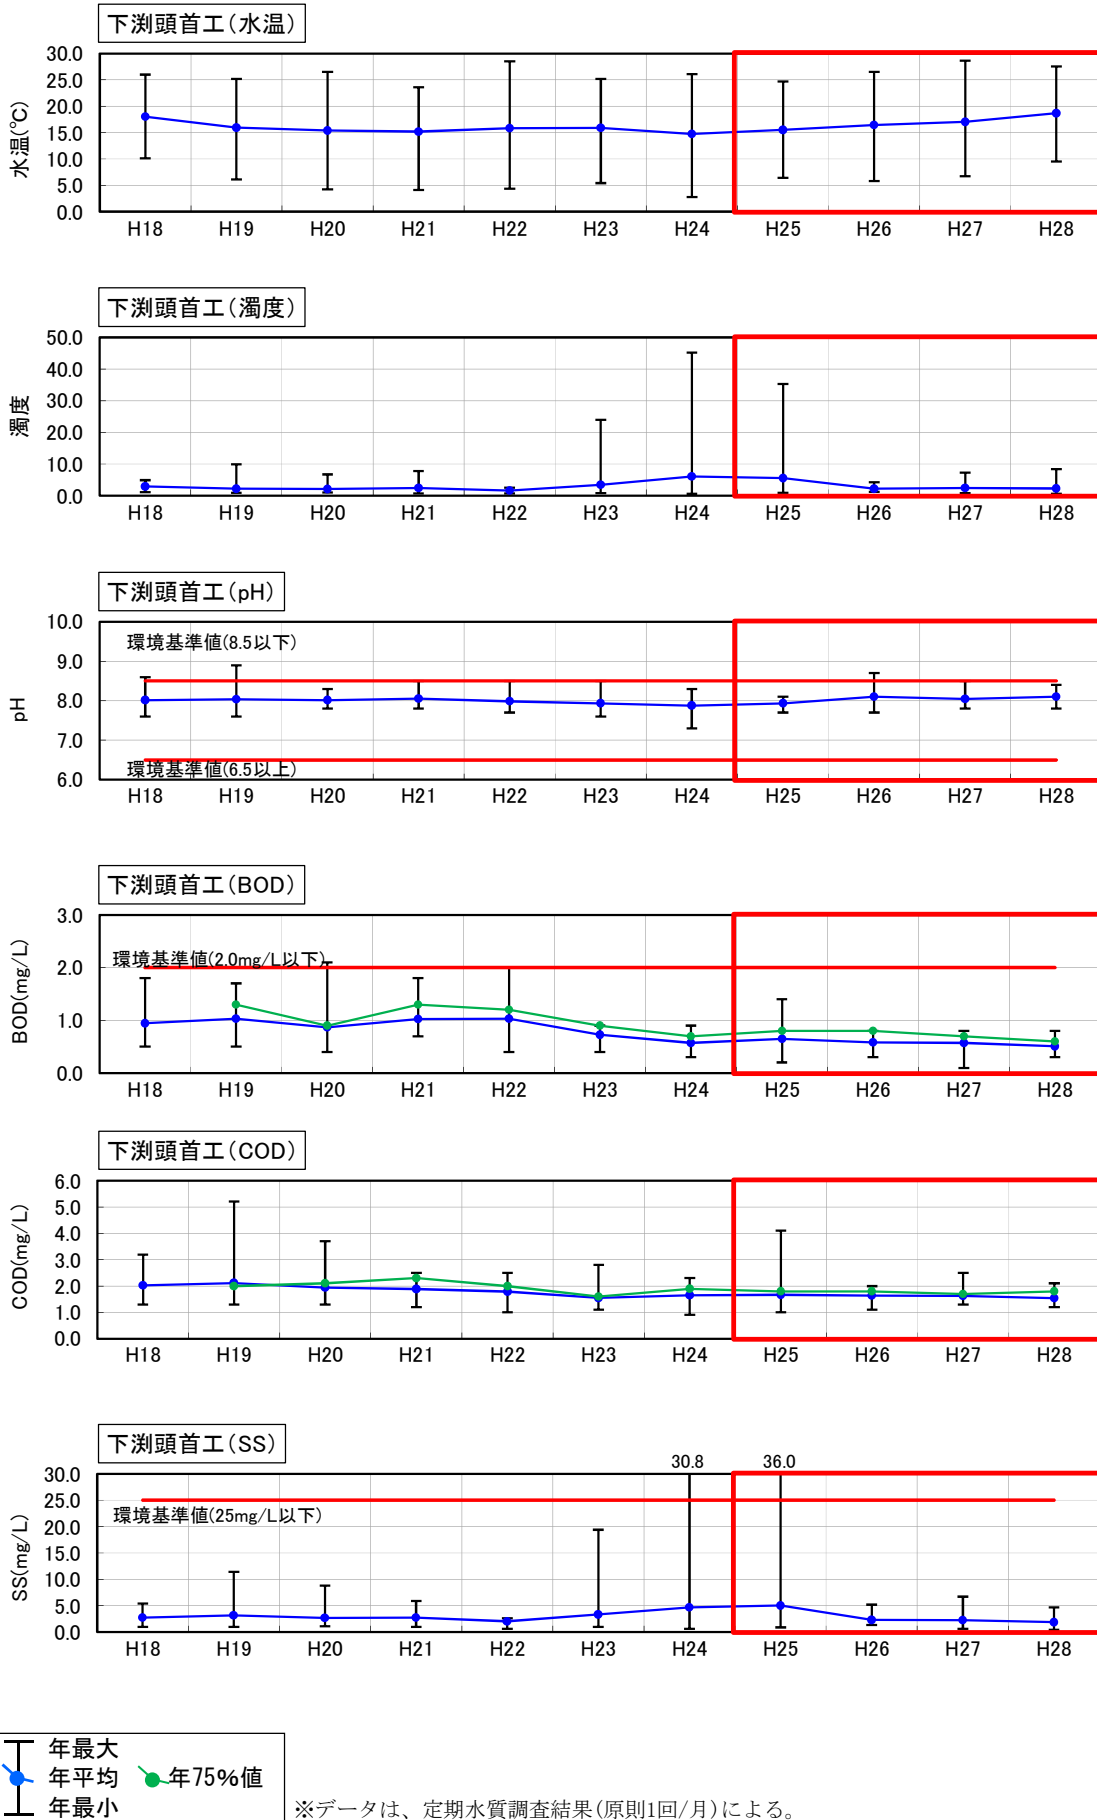 下渕頭首工(水温)
30.0
25.0
20.0
15.0
10.0
5.0
0.0
水温(℃)
H18 H19 H20 H21 H22 H23 H24 H25 H26 H27 H28
下渕頭首工(濁度)
50.0
40.0
30.0
20.0
10.0
0.0
濁度
H18 H19 H20 H21 H22 H23 H24 H25 H26 H27 H28
下渕頭首工(pH)
10.0
9.0
8.0
7.0
6.0
pH
環境基準値(8.5以下)
環境基準値(6.5以上)
H18 H19 H20 H21 H22 H23 H24 H25 H26 H27 H28
下渕頭首工(BOD)
3.0
2.0
1.0
0.0
BOD(mg/L)
環境基準値(2.0mg/L以下)
H18 H19 H20 H21 H22 H23 H24 H25 H26 H27 H28
下渕頭首工(COD)
6.0
5.0
4.0
3.0
2.0
1.0
0.0
COD(mg/L)
H18 H19 H20 H21 H22 H23 H24 H25 H26 H27 H28
下渕頭首工(SS)
30.8 36.0
30.0
25.0
20.0
15.0
10.0
5.0
0.0
SS(mg/L)
環境基準値(25mg/L以下)
H18 H19 H20 H21 H22 H23 H24 H25 H26 H27 H28
年最大
年平均 年75%値
年最小
※データは、定期水質調査結果(原則1回/月)による。